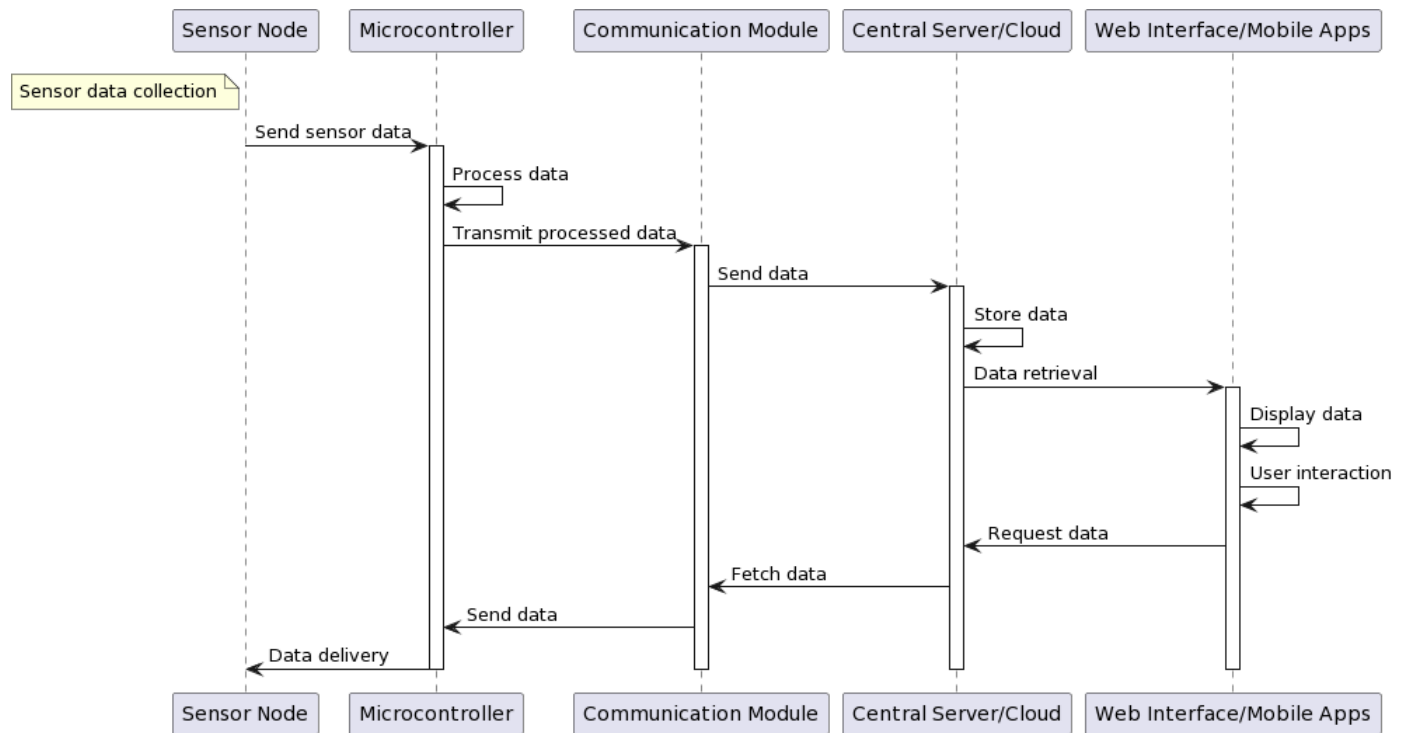 Sensor Node
Microcontroller
Communication Module
Central Server/Cloud
Web Interface/Mobile Apps
Sensor data collection
Send sensor data
Process data
Transmit processed data
Send data
Store data
Data retrieval
Display data
User interaction
Request data
Fetch data
Send data
Data delivery
Sensor Node
Microcontroller
Communication Module
Central Server/Cloud
Web Interface/Mobile Apps